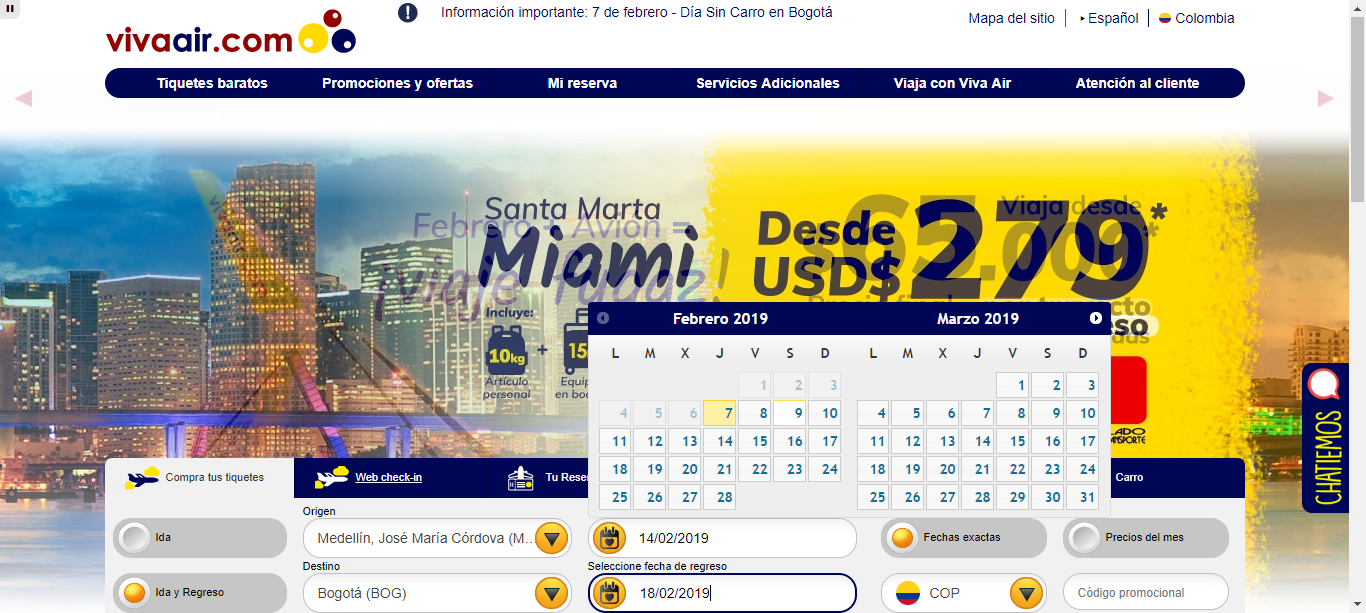 Información importante: 7 de febrero - Día Sin Carro en Bogotá
Mapa del sitio
Español
Colombia
vivaair.com
Tiquetes baratos
Promociones y ofertas
Mi reserva
Servicios Adicionales
Viaja con Viva Air
Atención al cliente
Santa Marta
Miami
Febrero + Avión =
¡viaje
Desde
USD$ 279*
Viaja desde
Incluye:
10kg + 15
Artículo
personal
Equip
en bod
Febrero 2019
L M X J V S D
1 2 3
4 5 6 7 8 9 10
11 12 13 14 15 16 17
18 19 20 21 22 23 24
25 26 27 28
Marzo 2019
L M X J V S D
1 2 3
4 5 6 7 8 9 10
11 12 13 14 15 16 17
18 19 20 21 22 23 24
25 26 27 28 29 30 31
CHATIEMOS
Compra tus tiquetes
Web check-in
Tu Rese
Carro
Ida
Ida y Regreso
Origen
Medellín, José María Córdova (M...
Destino
Bogotá (BOG)
14/02/2019
Seleccione fecha de regreso
18/02/2019
Fechas exactas
Precios del mes
COP
Código promocional